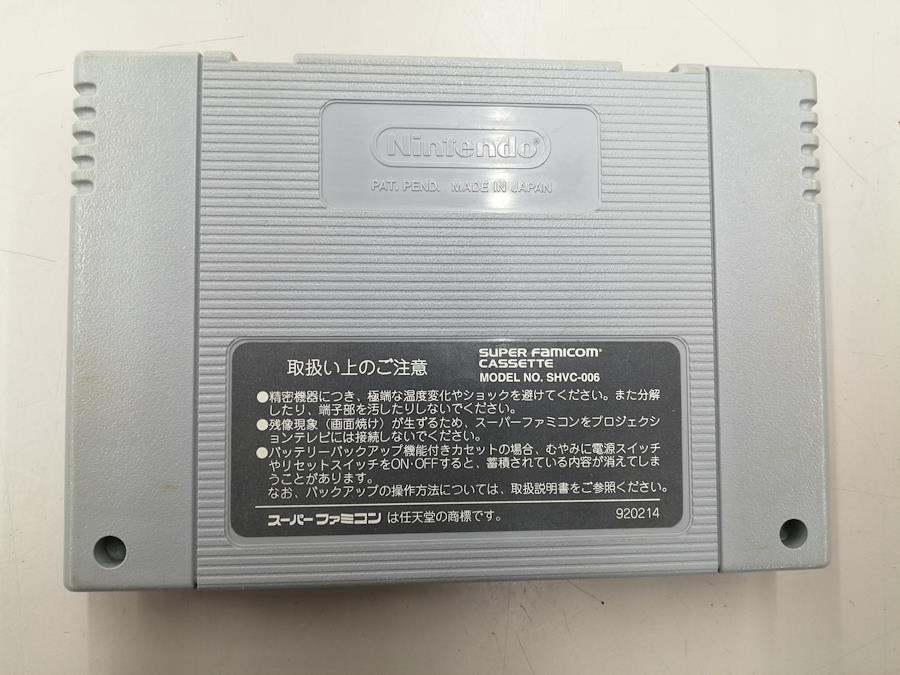 Nintendo®
PAT. PEND. MADE IN JAPAN
取扱い上のご注意
SUPER FAMICOM®
CASSETTE
MODEL NO. SHVC-006
●精密機器につき、極端な温度変化やショックを避けてください。また分解
したり、端子部を汚したりしないでください。
●残像現象（画面焼け）が生ずるため、スーパーファミコンをプロジェクシ
ョンテレビには接続しないでください。
●バッテリーバックアップ機能付きカセットの場合、むやみに電源スイッチ
やリセットスイッチをON·OFFすると、蓄積されている内容が消えてしま
うことがあります。
なお、バックアップの操作方法については、取扱説明書をご参照ください。
スーパーファミコン は任天堂の商標です。
920214